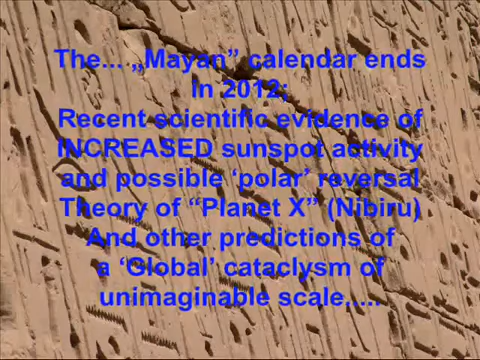 The... „Mayan” calendar ends
in 2012;
Recent scientific evidence of
INCREASED sunspot activity
and possible ‘polar’ reversal
Theory of “Planet X” (Nibiru)
And other predictions of
a ‘Global’ cataclysm of
unimaginable scale,....